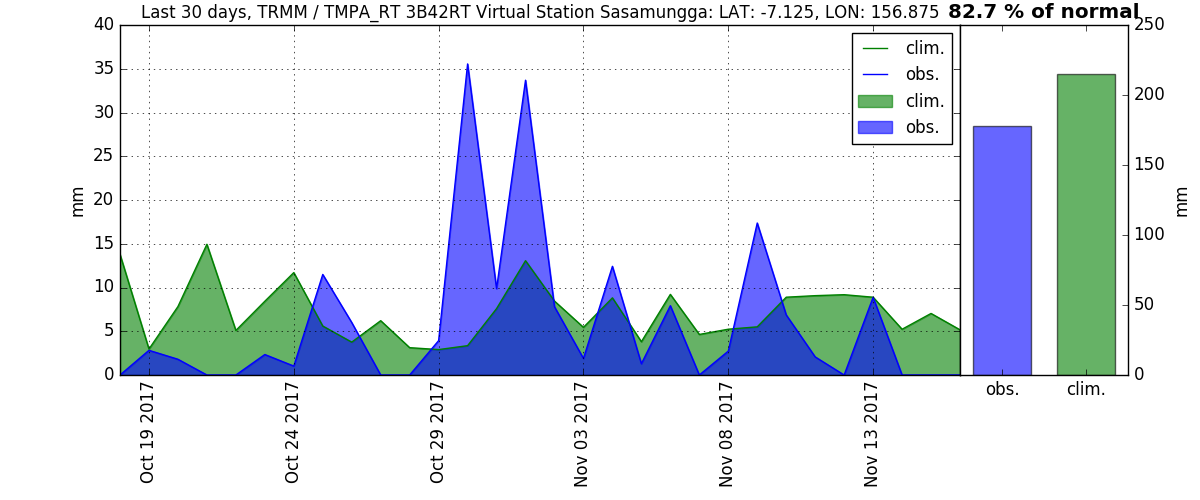 Last 30 days, TRMM / TMPA_RT 3B42RT Virtual Station Sasamungga: LAT: -7.125, LON: 156.875 82.7 % of normal
40
35
30
25
20
15
10
5
0
mm
clim.
obs.
clim.
obs.
250
200
150
100
50
0
mm
Oct 19 2017
Oct 24 2017
Oct 29 2017
Nov 03 2017
Nov 08 2017
Nov 13 2017
obs.
clim.